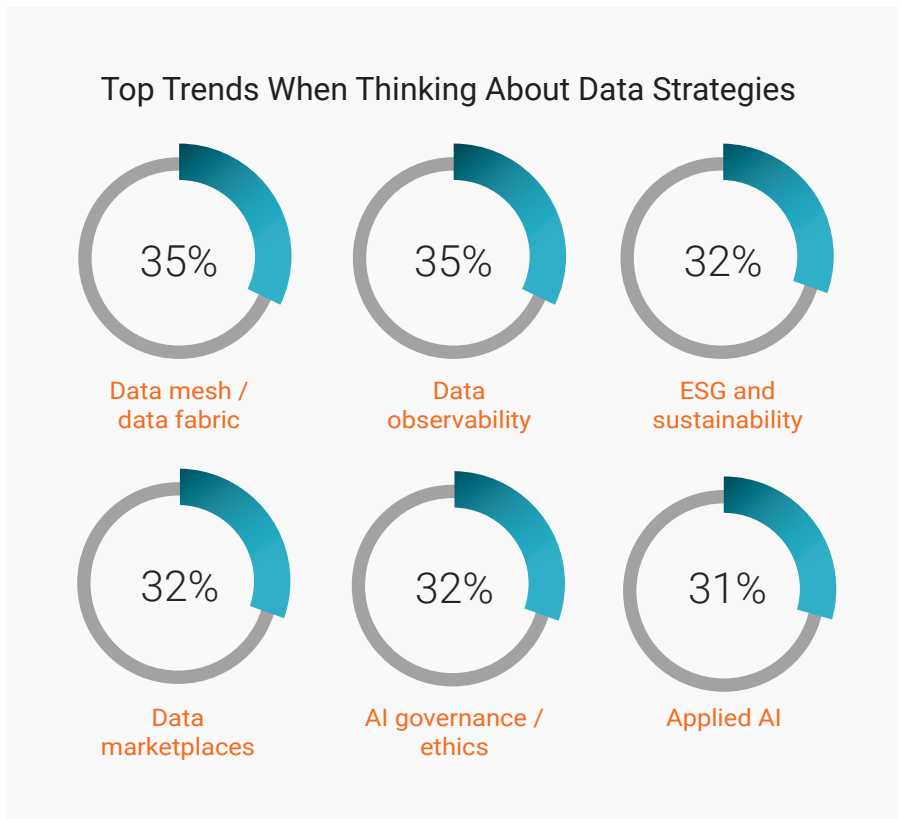 Top Trends When Thinking About Data Strategies
35%
35%
32%
Data mesh /
data fabric
Data
observability
ESG and
sustainability
32%
32%
31%
Data
marketplaces
AI governance /
ethics
Applied AI